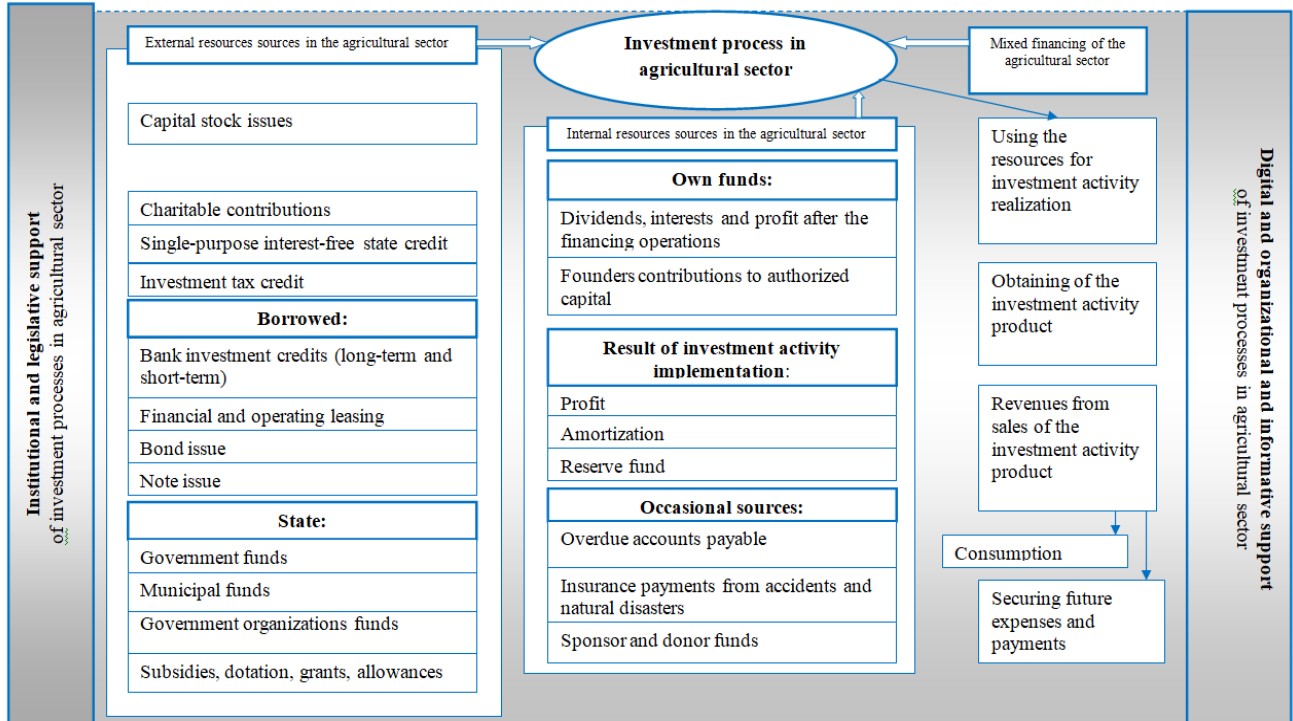 Institutional and legislative support
of investment processes in agricultural sector
External resources sources in the agricultural sector
Capital stock issues
Charitable contributions
Single-purpose interest-free state credit
Investment tax credit
Borrowed:
Bank investment credits (long-term and
short-term)
Financial and operating leasing
Bond issue
Note issue
State:
Government funds
Municipal funds
Government organizations funds
Subsidies, dotation, grants, allowances
Investment process in
agricultural sector
Internal resources sources in the agricultural sector
Own funds:
Dividends, interests and profit after the
financing operations
Founders contributions to authorized
capital
Result of investment activity
implementation:
Profit
Amortization
Reserve fund
Occasional sources:
Overdue accounts payable
Insurance payments from accidents and
natural disasters
Sponsor and donor funds
Mixed financing of the
agricultural sector
Using the
resources for
investment activity
realization
Obtaining of the
investment activity
product
Revenues from
sales of the
investment activity
product
Consumption
Securing future
expenses and
payments
Digital and organizational and informative support
of investment processes in agricultural sector